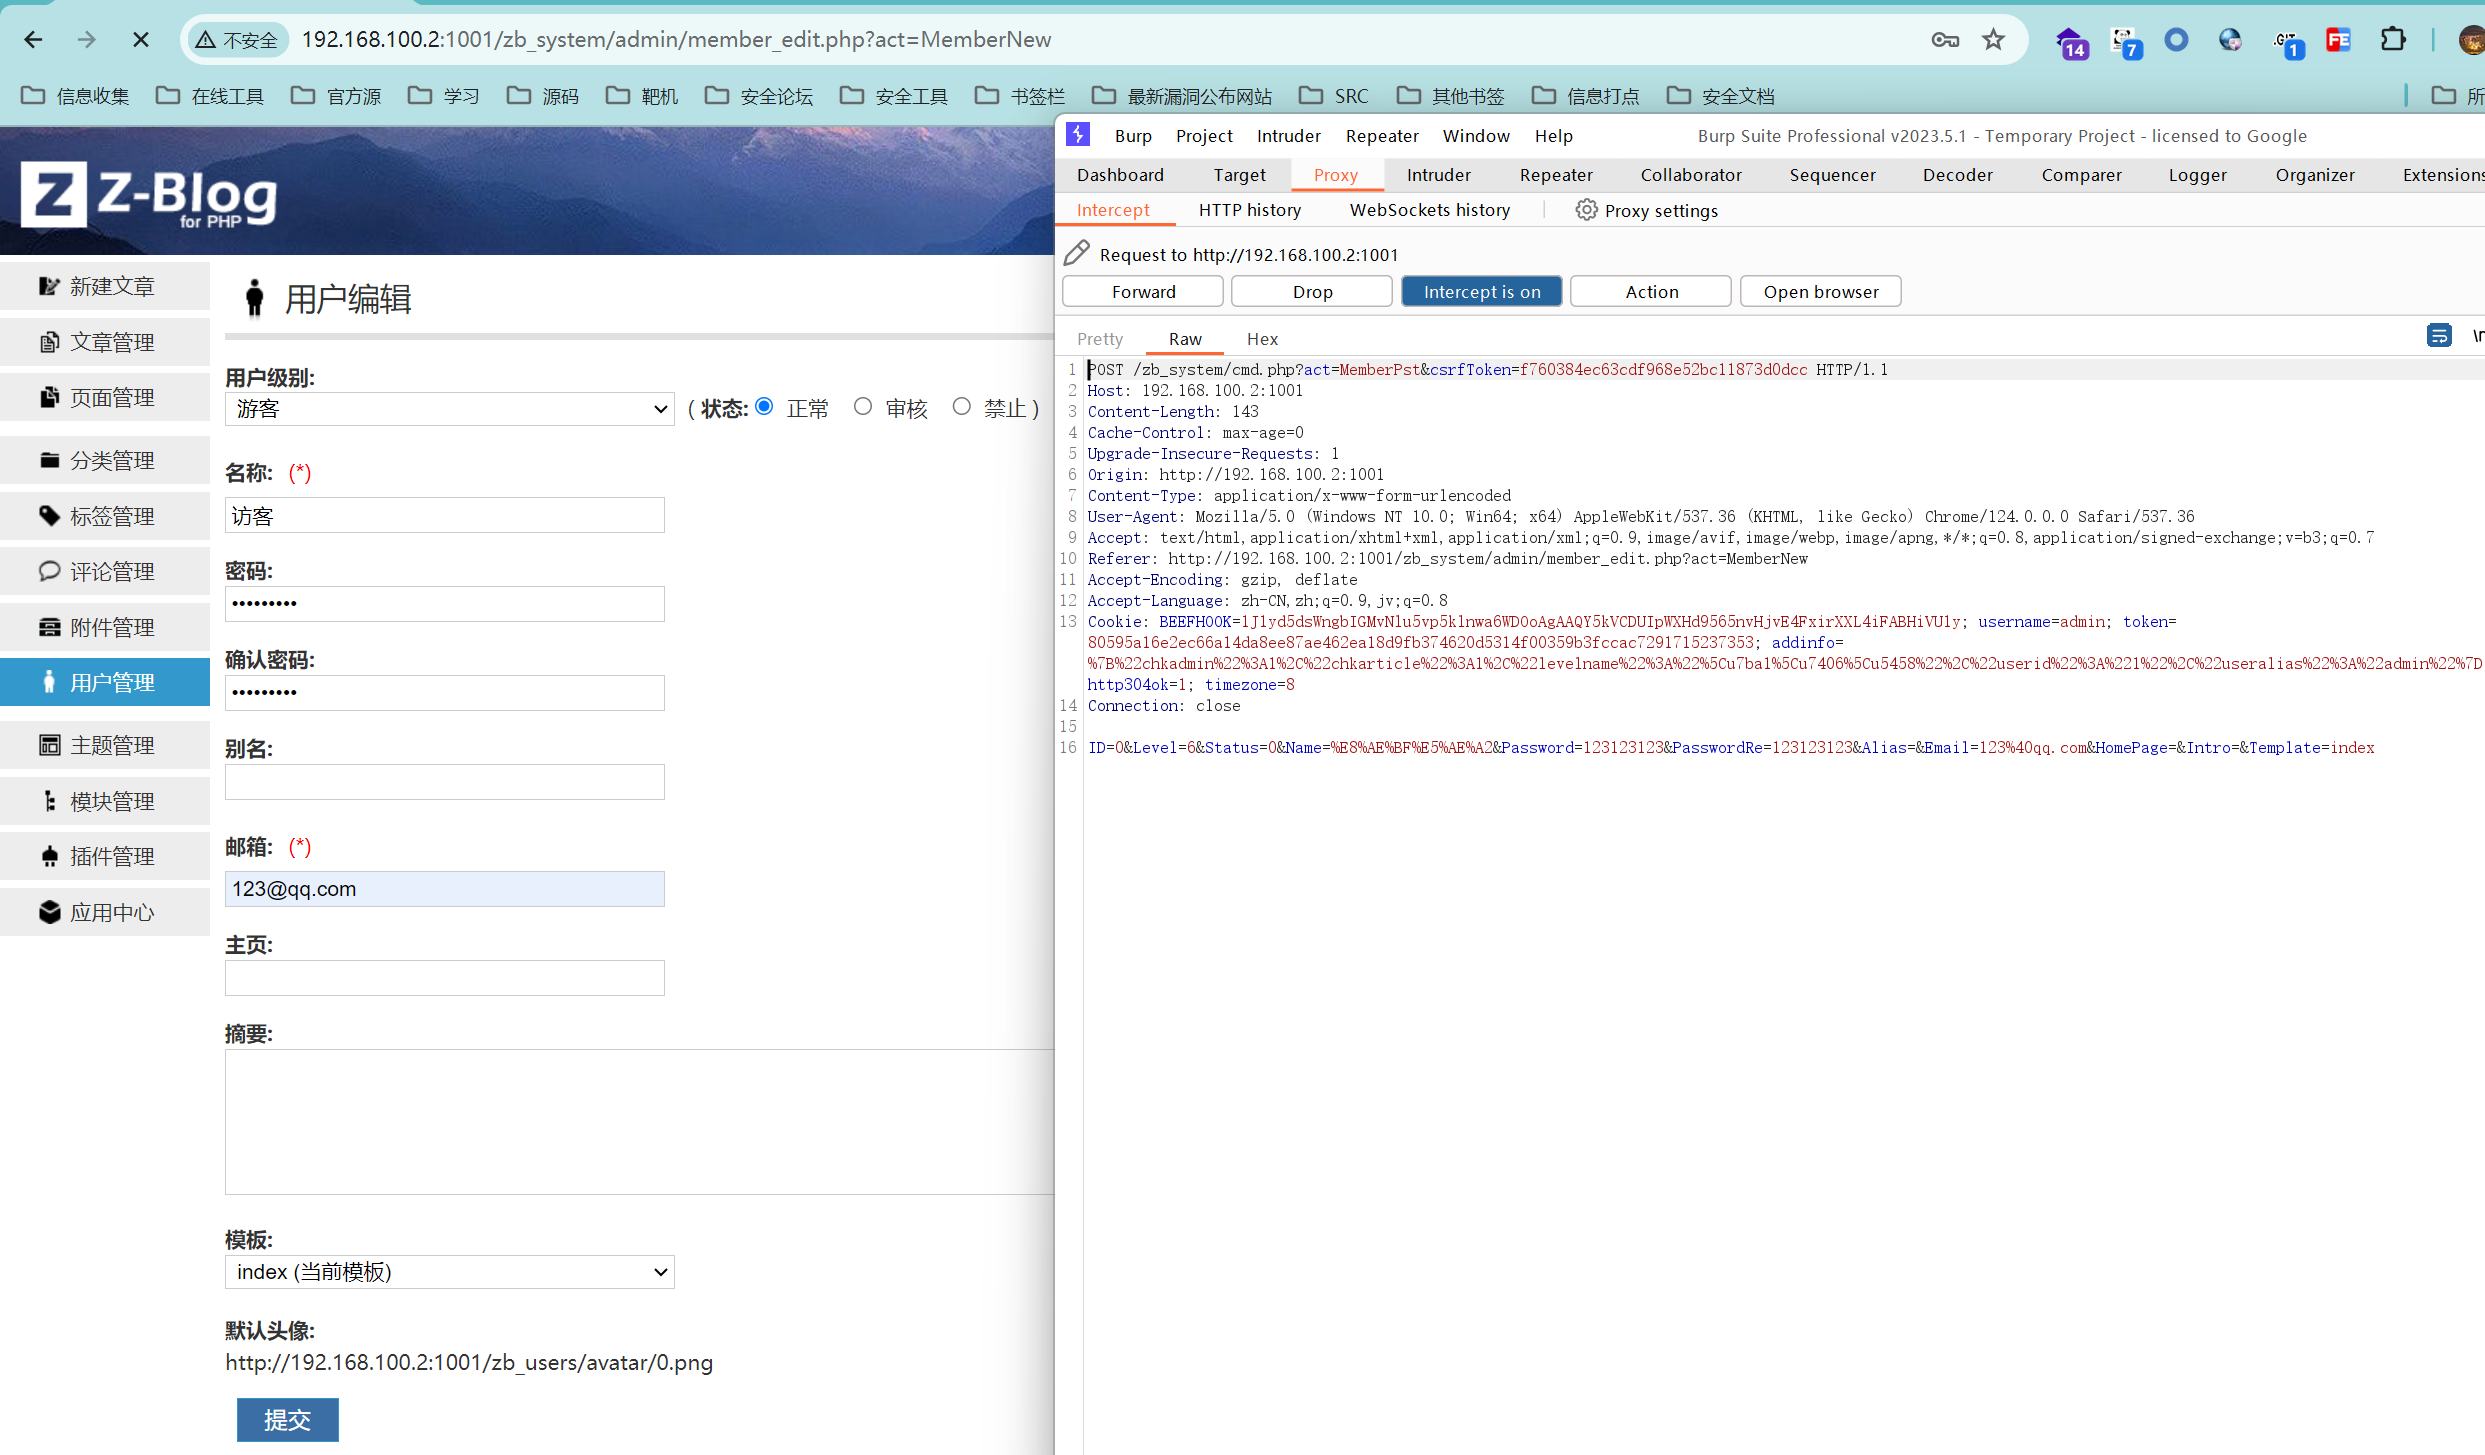 不安全 192.168.100.2:1001/zb_system/admin/member_edit.php?act=MemberNew 14 7 .GIT 1 FE
信息收集 在线工具 官方源 学习 源码 靶机 安全论坛 安全工具 书签栏 最新漏洞公布网站 SRC 其他书签 信息打点 安全文档 所
Z-Blog
for PHP
新建文章
文章管理
页面管理
分类管理
标签管理
评论管理
附件管理
用户管理
主题管理
模块管理
插件管理
应用中心
用户编辑
用户级别:
游客 ( 状态: 正常 审核 禁止 )
名称: (*)
访客
密码:
•••••••••
确认密码:
•••••••••
别名:
邮箱: (*)
123@qq.com
主页:
摘要:
模板:
index (当前模板)
默认头像:
http://192.168.100.2:1001/zb_users/avatar/0.png
提交
Burp Project Intruder Repeater Window Help Burp Suite Professional v2023.5.1 - Temporary Project - licensed to Google
Dashboard Target Proxy Intruder Repeater Collaborator Sequencer Decoder Comparer Logger Organizer Extensions
Intercept HTTP history WebSockets history Proxy settings
Request to http://192.168.100.2:1001
Forward Drop Intercept is on Action Open browser
Pretty Raw Hex \n
1 POST /zb_system/cmd.php?act=MemberPst&csrfToken=f760384ec63cdf968e52bc11873d0dcc HTTP/1.1
2 Host: 192.168.100.2:1001
3 Content-Length: 143
4 Cache-Control: max-age=0
5 Upgrade-Insecure-Requests: 1
6 Origin: http://192.168.100.2:1001
7 Content-Type: application/x-www-form-urlencoded
8 User-Agent: Mozilla/5.0 (Windows NT 10.0; Win64; x64) AppleWebKit/537.36 (KHTML, like Gecko) Chrome/124.0.0.0 Safari/537.36
9 Accept: text/html,application/xhtml+xml,application/xml;q=0.9,image/avif,image/webp,image/apng,*/*;q=0.8,application/signed-exchange;v=b3;q=0.7
10 Referer: http://192.168.100.2:1001/zb_system/admin/member_edit.php?act=MemberNew
11 Accept-Encoding: gzip, deflate
12 Accept-Language: zh-CN,zh;q=0.9,jv;q=0.8
13 Cookie: BEEFHOOK=1J1yd5dsWngbIGMvNlu5vp5klnwa6WDOoAgAAQY5kVCDUIpWXHd9565nvHjvE4FxirXXL4iFABHiVUly; username=admin; token=
80595a16e2ec66a14da8ee87ae462ea18d9fb374620d5314f00359b3fccac7291715237353; addinfo=
%7B%22chkadmin%22%3A1%2C%22chkarticle%22%3A1%2C%22levelname%22%3A%22%5Cu7ba1%5Cu7406%5Cu5458%22%2C%22userid%22%3A%221%22%2C%22useralias%22%3A%22admin%22%7D
http304ok=1; timezone=8
14 Connection: close
15
16 ID=0&Level=6&Status=0&Name=%E8%AE%BF%E5%AE%A2&Password=123123123&PasswordRe=123123123&Alias=&Email=123%40qq.com&HomePage=&Intro=&Template=index